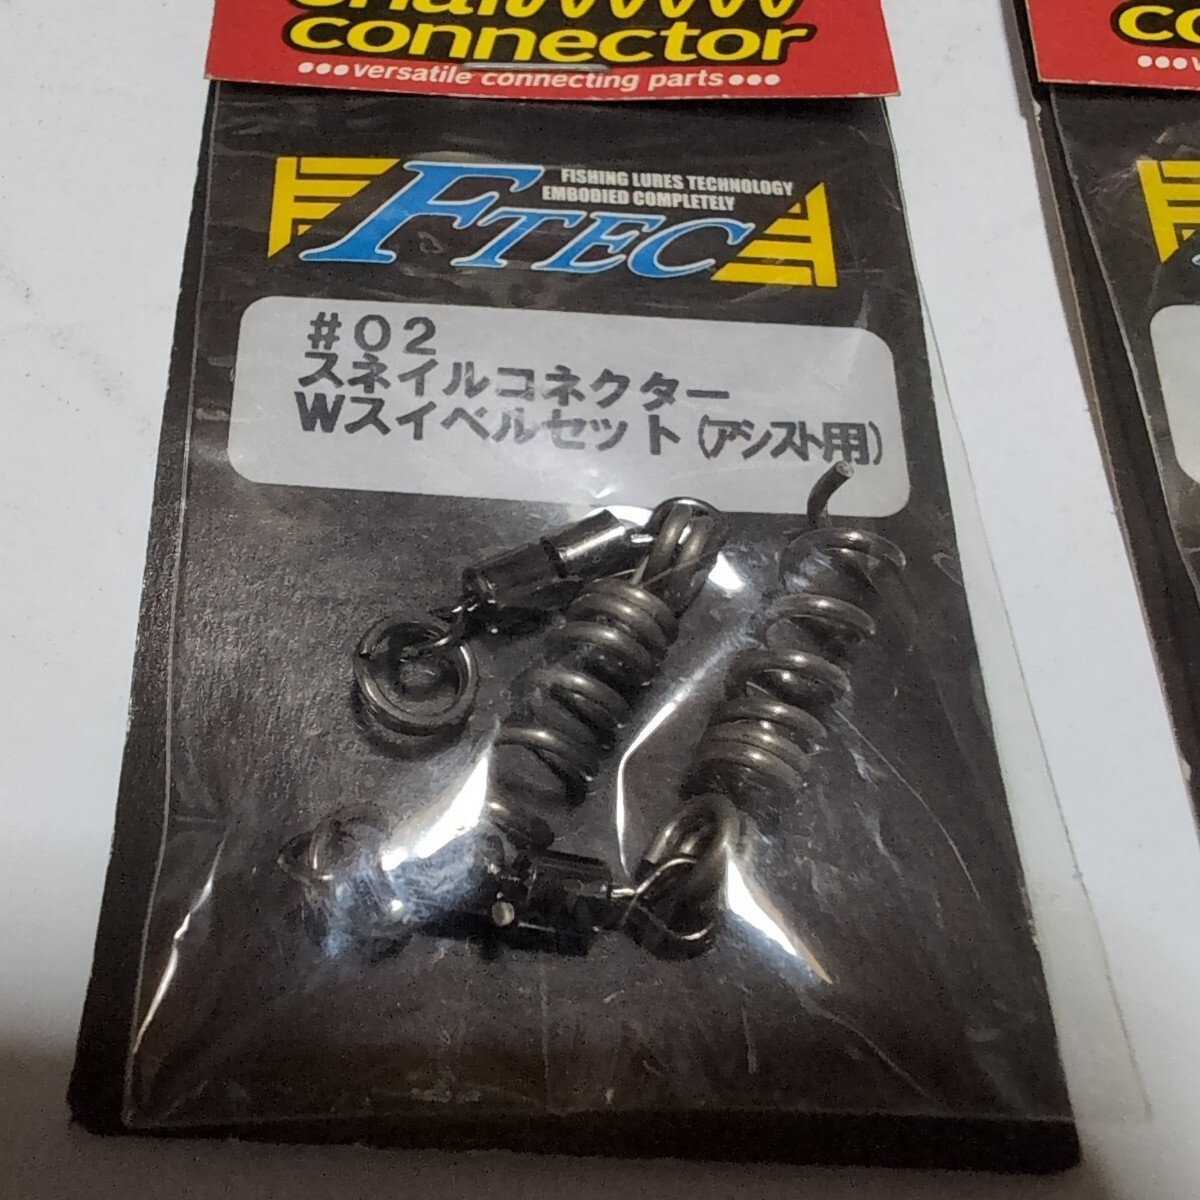 connector
•••versatile connecting parts•••
FISHING LURES TECHNOLOGY
EMBODIED COMPLETELY
FTEC
#02
スネイルコネクター
Wスイベルセット(アシスト用)